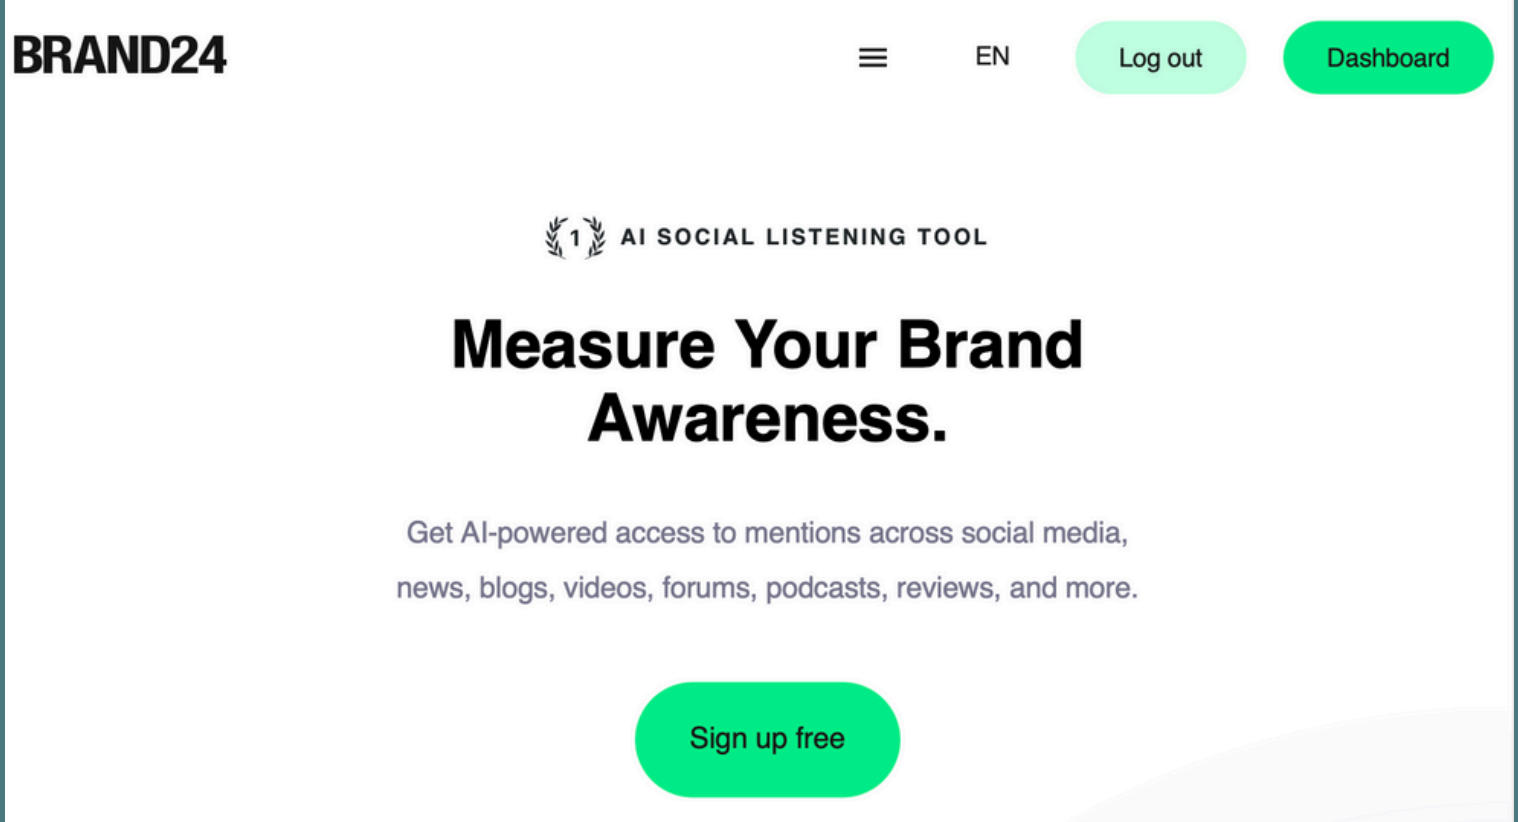 BRAND24
EN
Log out
Dashboard
1 AI SOCIAL LISTENING TOOL
Measure Your Brand
Awareness.
Get AI-powered access to mentions across social media,
news, blogs, videos, forums, podcasts, reviews, and more.
Sign up free